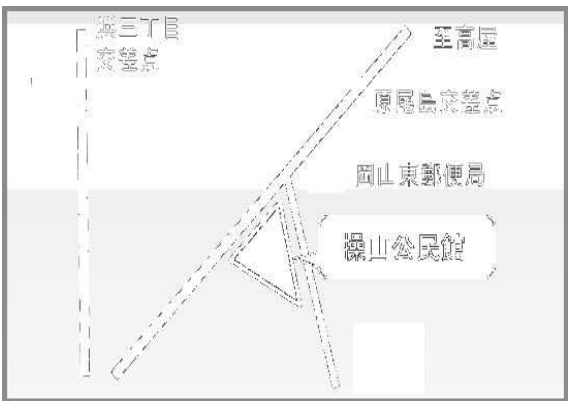 浜三丁目
交差点
至高屋
原尾島交差点
岡山東郵便局
操山公民館